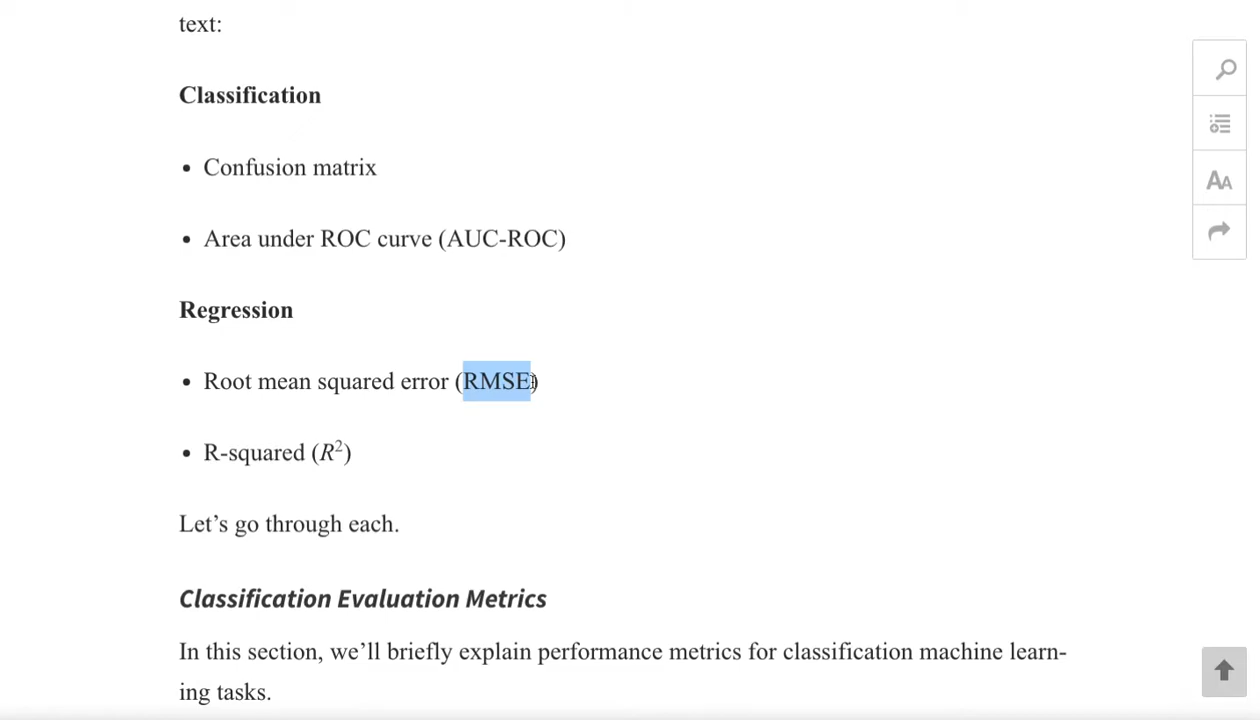 text:
Classification
• Confusion matrix
• Area under ROC curve (AUC-ROC)
Regression
• Root mean squared error (RMSE)
• R-squared (R²)
Let’s go through each.
Classification Evaluation Metrics
In this section, we’ll briefly explain performance metrics for classification machine learn-
ing tasks.
AA